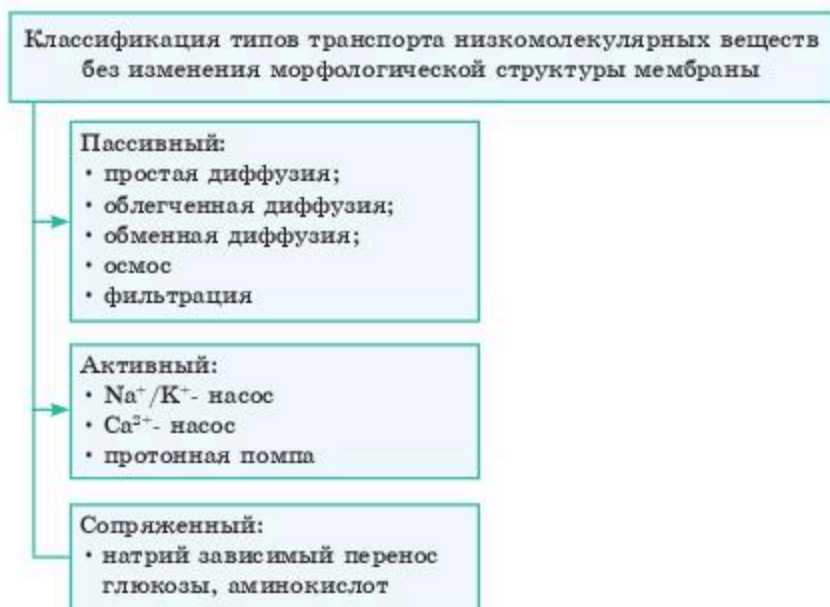 Классификация типов транспорта низкомолекулярных веществ
без изменения морфологической структуры мембраны
Пассивный:
• простая диффузия;
• облегченная диффузия;
• обменная диффузия;
• осмос
• фильтрация
Активный:
• Na⁺/K⁺- насос
• Ca²⁺- насос
• протонная помпа
Сопряженный:
• натрий зависимый перенос
глюкозы, аминокислот